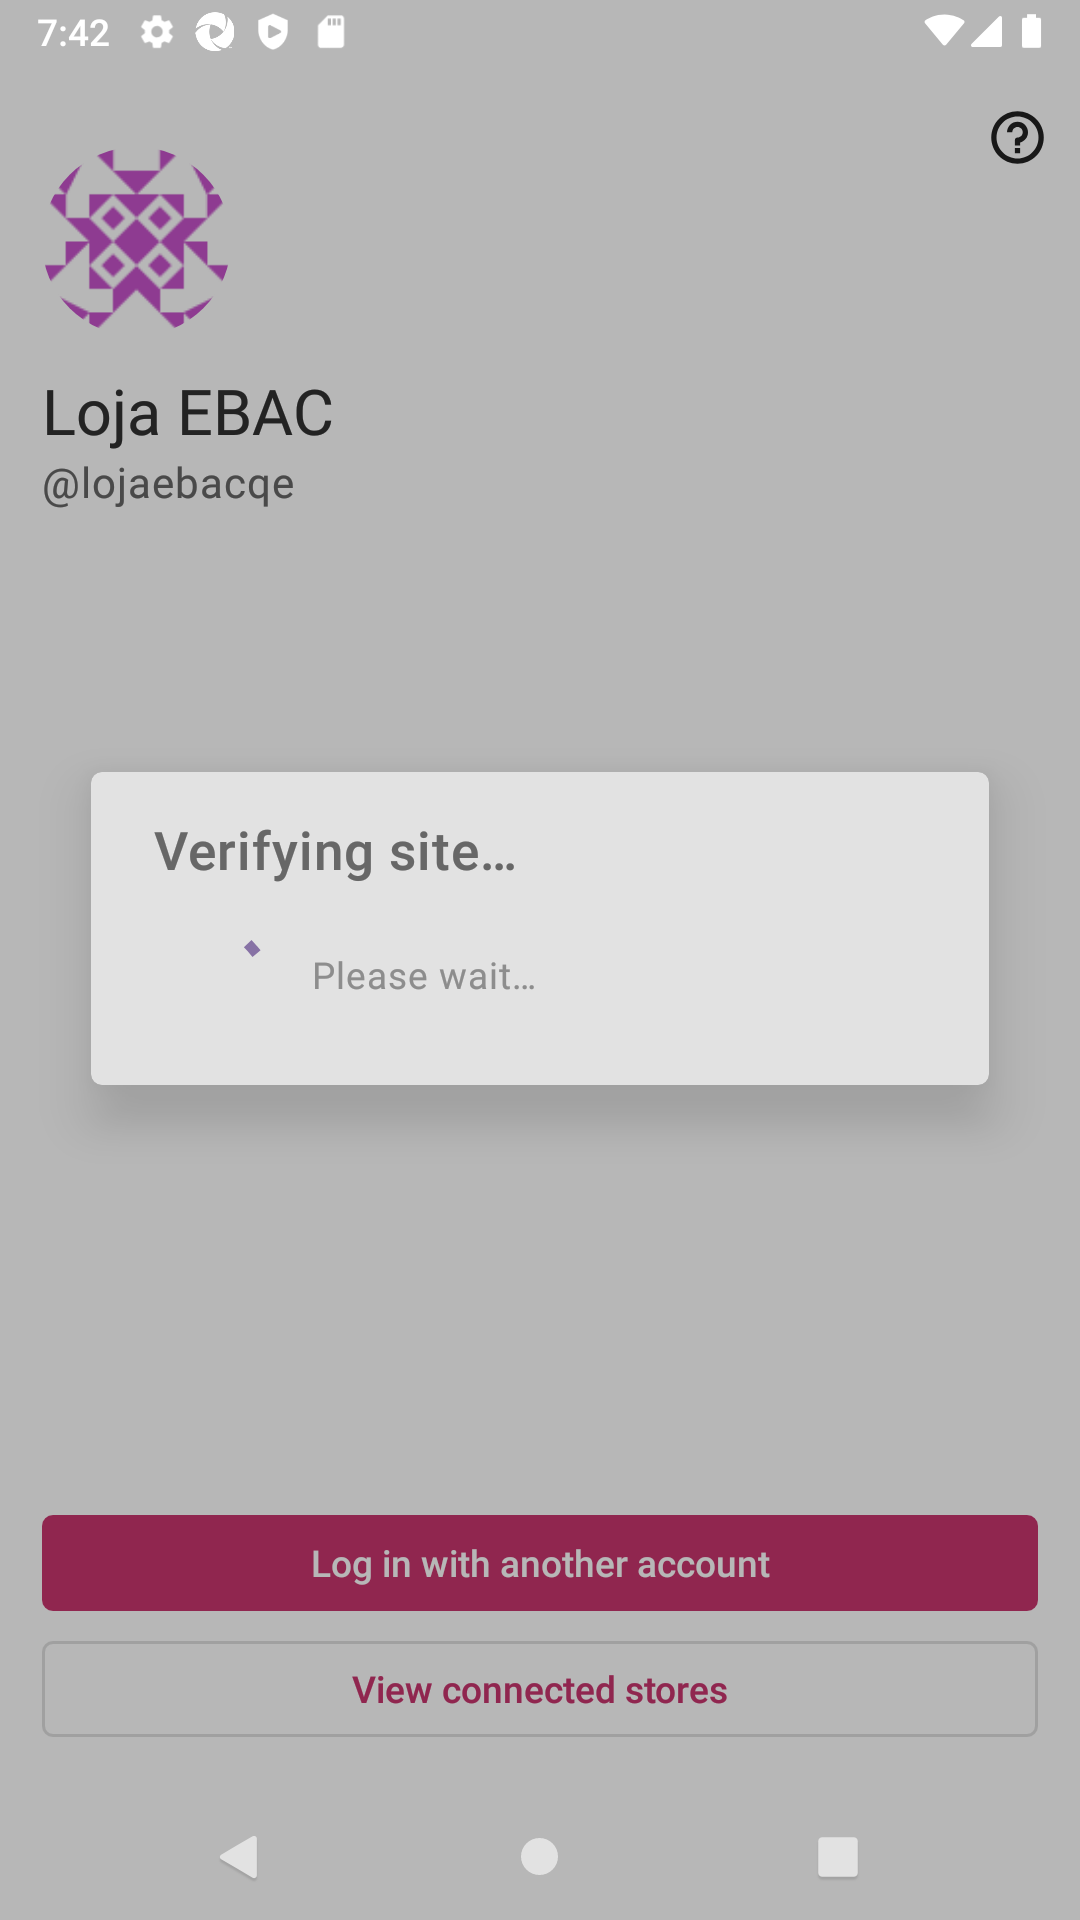 7:42
Loja EBAC
@lojaebacqe
Verifying site…
Please wait…
Log in with another account
View connected stores